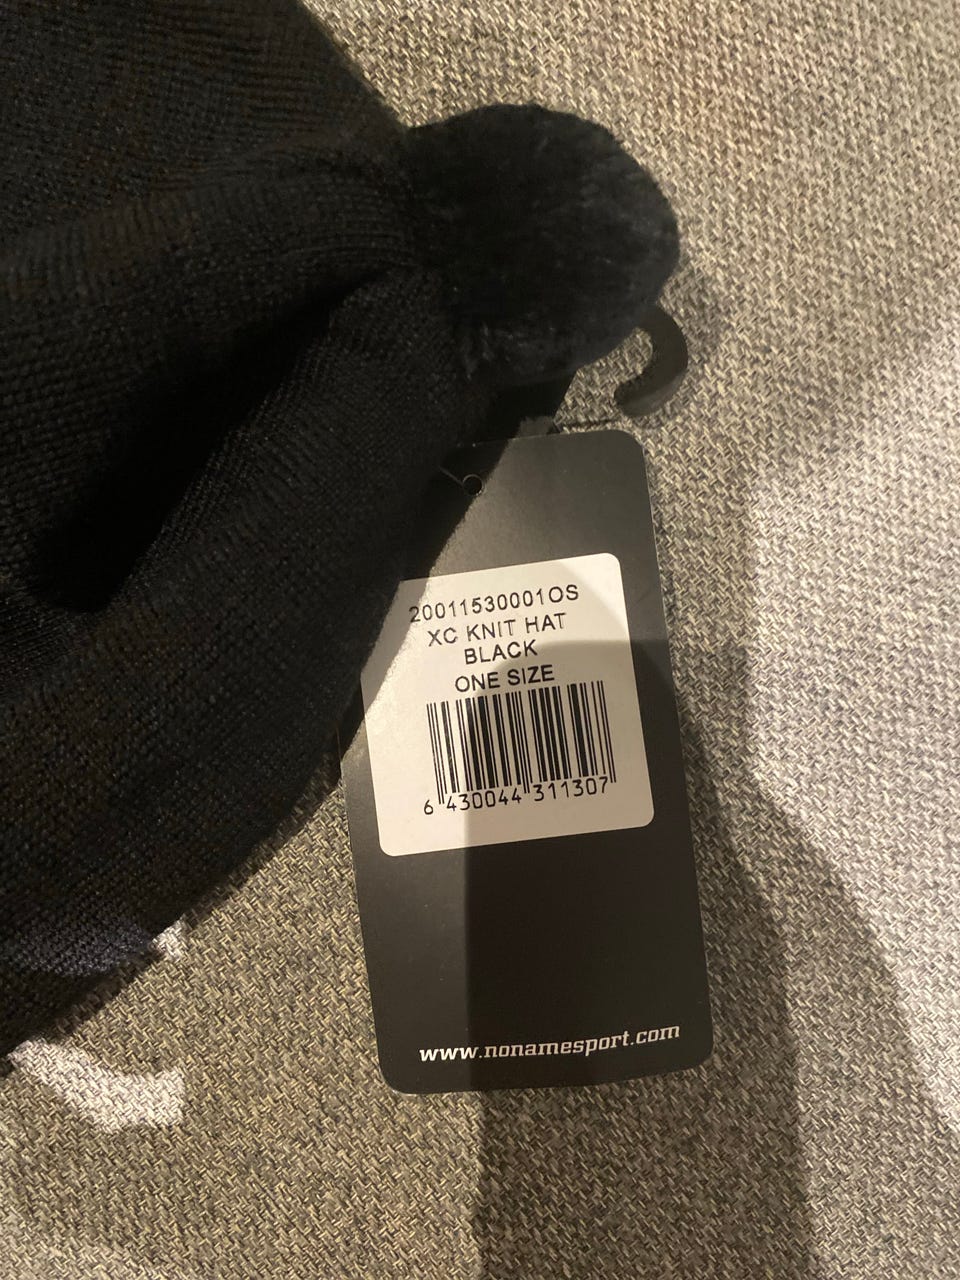 20011530001OS
XC KNIT HAT
BLACK
ONE SIZE
6 430044 311307
www.nonamesport.com